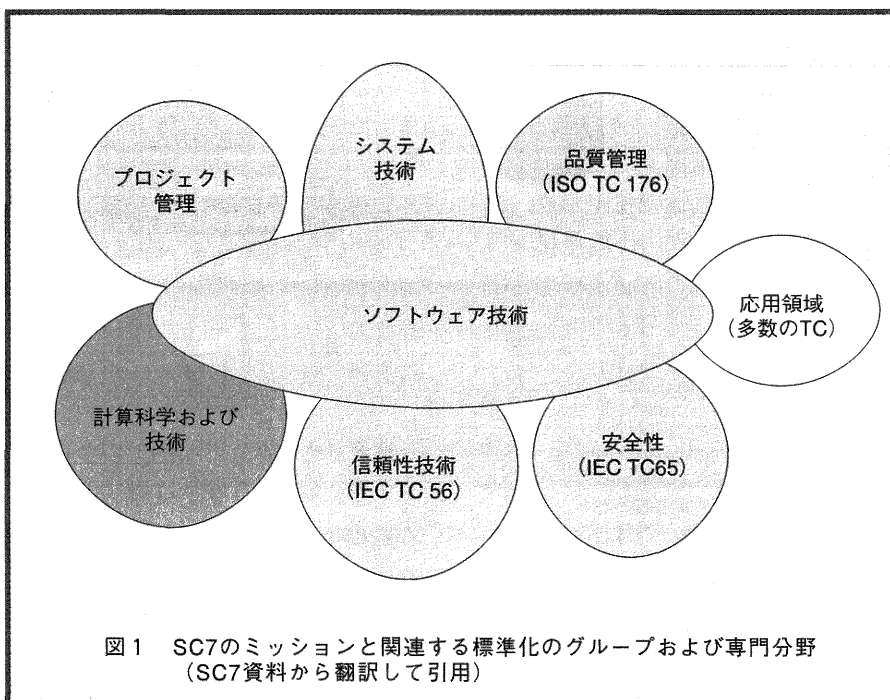 プロジェクト
管理
システム
技術
品質管理
(ISO TC 176)
ソフトウェア技術
応用領域
(多数のTC)
計算科学および
技術
信頼性技術
(IEC TC 56)
安全性
(IEC TC65)
図1 SC7のミッションと関連する標準化のグループおよび専門分野
(SC7資料から翻訳して引用)